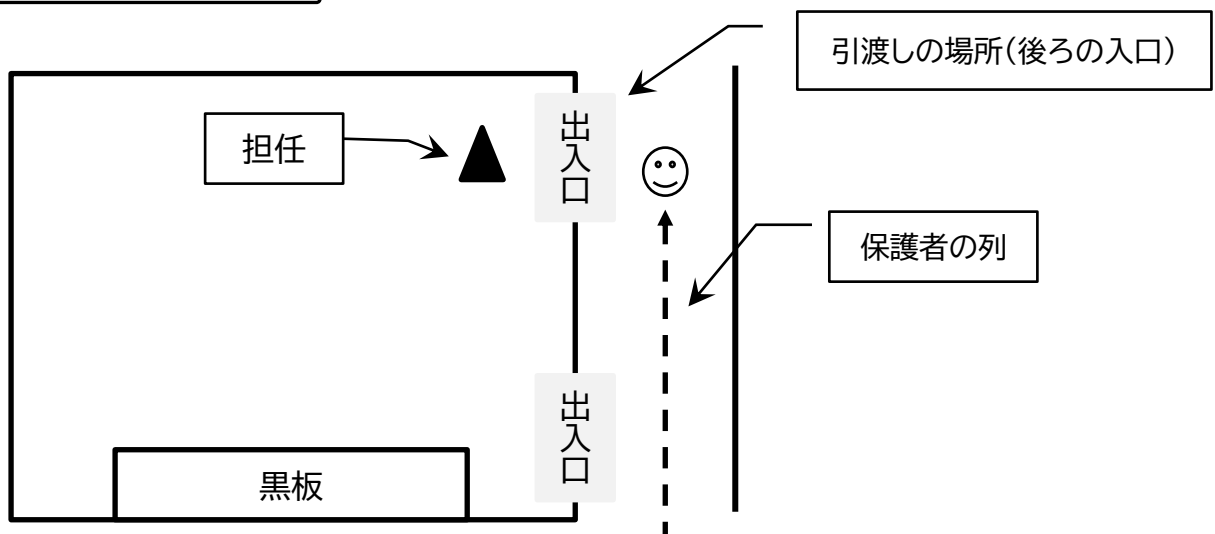 引渡しの場所(後ろの入口)
担任
出入口
保護者の列
出入口
黒板